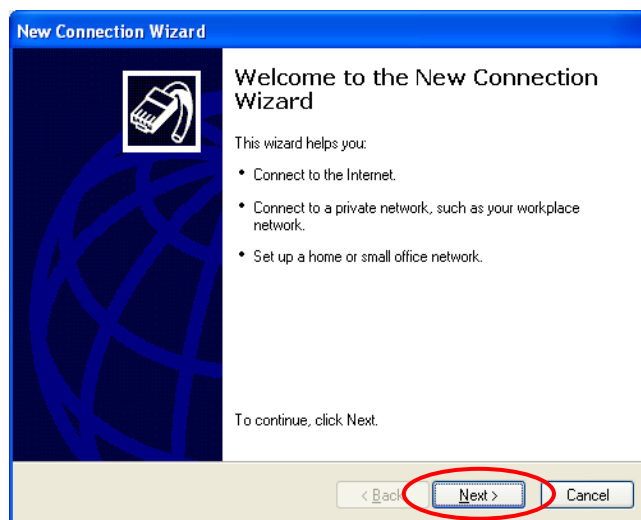 New Connection Wizard
Welcome to the New Connection
Wizard
This wizard helps you:
• Connect to the Internet.
• Connect to a private network, such as your workplace
network.
• Set up a home or small office network.
To continue, click Next.
< Back
Next >
Cancel